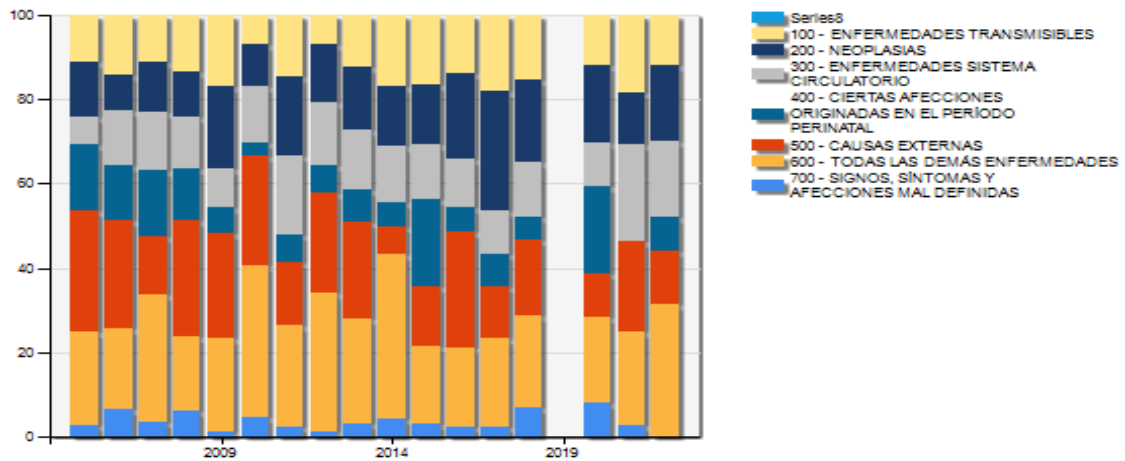 100
80
60
40
20
0
2009
2014
2019
Series8
100 - ENFERMEDADES TRANSMISIBLES
200 - NEOPLASIAS
300 - ENFERMEDADES SISTEMA
CIRCULATORIO
400 - CIERTAS AFECCIONES
ORIGINADAS EN EL PERÍODO
PERINATAL
500 - CAUSAS EXTERNAS
600 - TODAS LAS DEMÁS ENFERMEDADES
700 - SIGNOS, SÍNTOMAS Y
AFECCIONES MAL DEFINIDAS